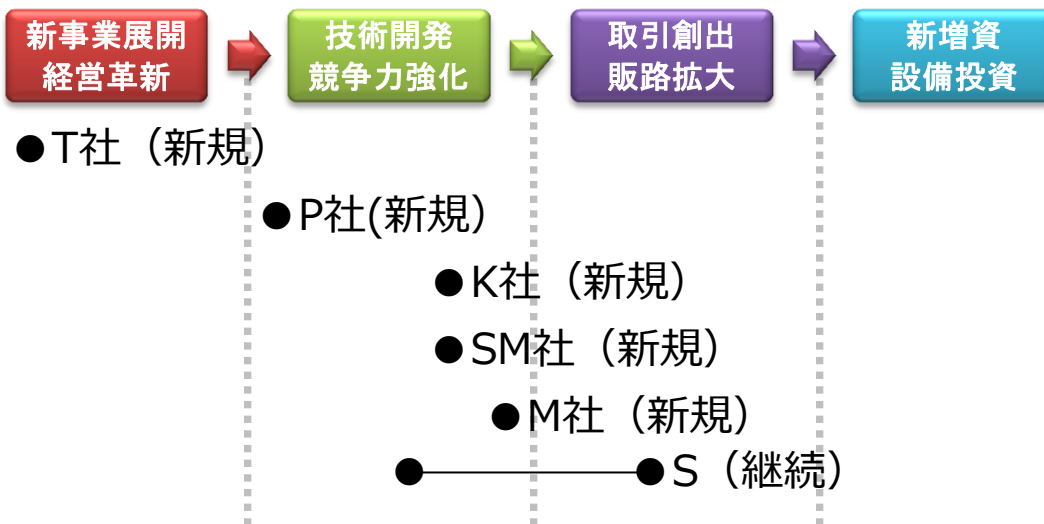 新事業展開
経営革新
技術開発
競争力強化
取引創出
販路拡大
新増資
設備投資
●T社（新規）
●P社(新規）
●K社（新規）
●SM社（新規）
●M社（新規）
●S（継続）